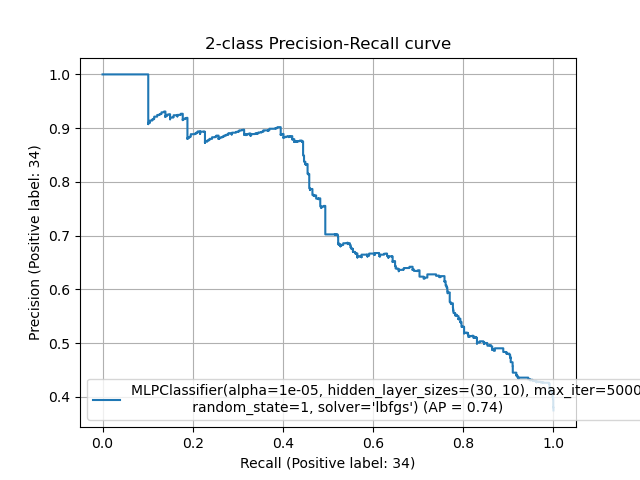 2-class Precision-Recall curve
1.0
0.9
0.8
0.7
0.6
0.5
0.4
Precision (Positive label: 34)
MLPClassifier(alpha=1e-05, hidden_layer_sizes=(30, 10), max_iter=5000
random_state=1, solver='lbfgs') (AP = 0.74)
0.0 0.2 0.4 0.6 0.8 1.0
Recall (Positive label: 34)